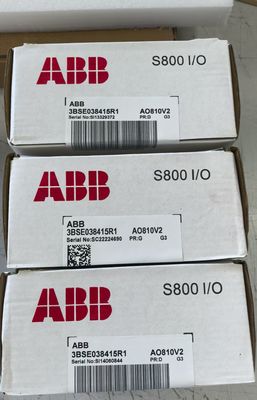 ABB S800 I/O
ABB
3BSE038415R1 AO810V2
Serial No:SI13329372 PR:G G3
ABB S800 I/O
ABB
3BSE038415R1 AO810V2
Serial No:SC22224690 PR:G G3
ABB S800 I/O
ABB
3BSE038415R1 AO810V2
Serial No:SI14060844 PR:D G3